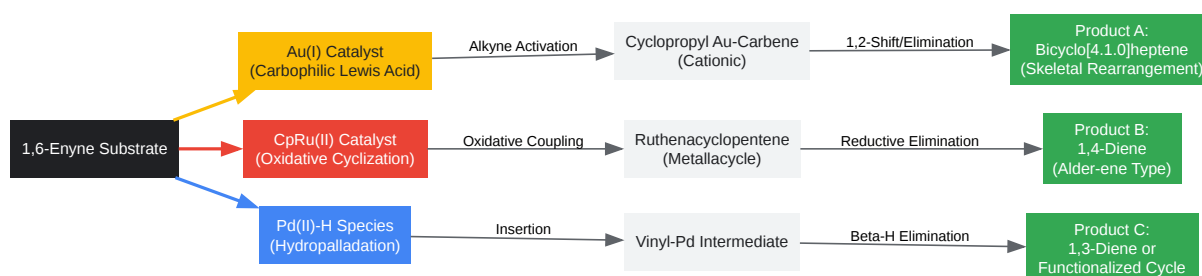 1,6-Enyne Substrate
Au(I) Catalyst
(Carbophilic Lewis Acid)
Alkyne Activation
Cyclopropyl Au-Carbene
(Cationic)
1,2-Shift/Elimination
Product A:
Bicyclo[4.1.0]heptene
(Skeletal Rearrangement)
CpRu(II) Catalyst
(Oxidative Cyclization)
Oxidative Coupling
Ruthenacyclopentene
(Metallacycle)
Reductive Elimination
Product B:
1,4-Diene
(Alder-ene Type)
Pd(II)-H Species
(Hydropalladation)
Insertion
Vinyl-Pd Intermediate
Beta-H Elimination
Product C:
1,3-Diene or
Functionalized Cycle